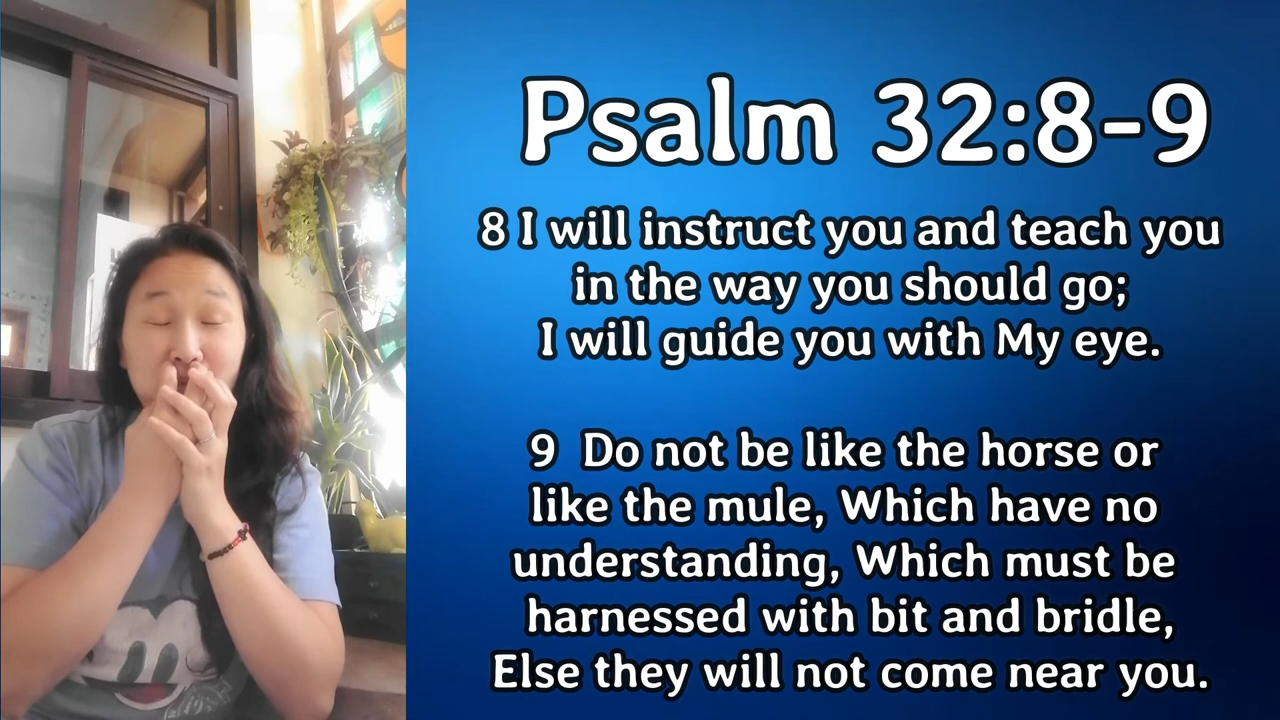 Psalm 32:8-9
8 I will instruct you and teach you
in the way you should go;
I will guide you with My eye.
9 Do not be like the horse or
like the mule, Which have no
understanding, Which must be
harnessed with bit and bridle,
Else they will not come near you.